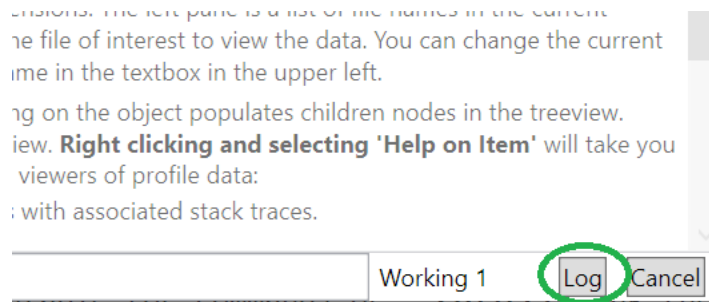 The left pane is a list of file names in the current
he file of interest to view the data. You can change the current
me in the textbox in the upper left.
ng on the object populates children nodes in the treeview.
iew. Right clicking and selecting 'Help on Item' will take you
viewers of profile data:
s with associated stack traces.
Working 1 Log Cancel